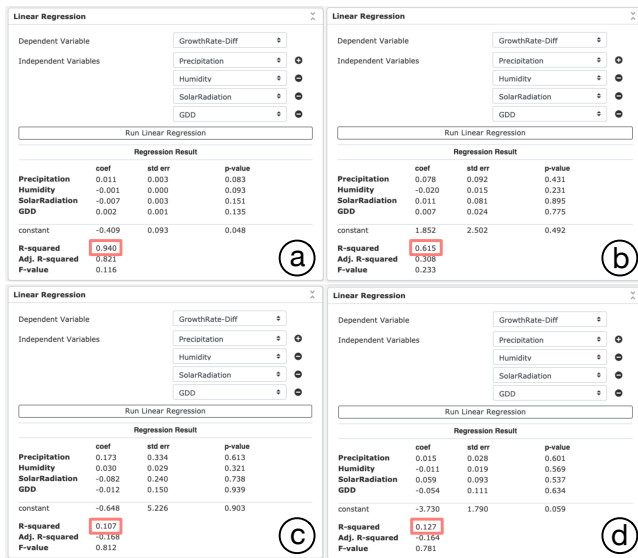 Linear Regression
Dependent Variable GrowthRate-Diff
Independent Variables Precipitation
Humidity
SolarRadiation
GDD
Run Linear Regression
Regression Result
coef std err p-value
Precipitation 0.011 0.003 0.083
Humidity -0.001 0.000 0.093
SolarRadiation -0.007 0.003 0.151
GDD 0.002 0.001 0.135
constant -0.409 0.093 0.048
R-squared 0.940
Adj. R-squared 0.821
F-value 0.116
a
Linear Regression
Dependent Variable GrowthRate-Diff
Independent Variables Precipitation
Humidity
SolarRadiation
GDD
Run Linear Regression
Regression Result
coef std err p-value
Precipitation 0.078 0.092 0.431
Humidity -0.020 0.015 0.231
SolarRadiation 0.011 0.081 0.895
GDD 0.007 0.024 0.775
constant 1.852 2.502 0.492
R-squared 0.615
Adj. R-squared 0.308
F-value 0.233
b
Linear Regression
Dependent Variable GrowthRate-Diff
Independent Variables Precipitation
Humidity
SolarRadiation
GDD
Run Linear Regression
Regression Result
coef std err p-value
Precipitation 0.173 0.334 0.613
Humidity 0.030 0.029 0.321
SolarRadiation -0.082 0.240 0.738
GDD -0.012 0.150 0.939
constant -0.648 5.226 0.903
R-squared 0.107
Adj. R-squared -0.168
F-value 0.812
c
Linear Regression
Dependent Variable GrowthRate-Diff
Independent Variables Precipitation
Humidity
SolarRadiation
GDD
Run Linear Regression
Regression Result
coef std err p-value
Precipitation 0.015 0.028 0.601
Humidity -0.011 0.019 0.569
SolarRadiation 0.059 0.093 0.537
GDD -0.054 0.111 0.634
constant -3.730 1.790 0.059
R-squared 0.127
Adj. R-squared -0.164
F-value 0.781
d